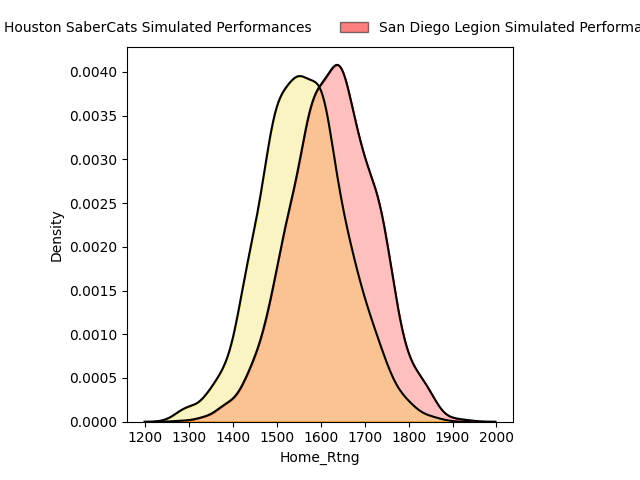 Houston SaberCats Simulated Performances
San Diego Legion Simulated Performa
0.0040
0.0035
0.0030
0.0025
0.0020
0.0015
0.0010
0.0005
0.0000
Density
1200 1300 1400 1500 1600 1700 1800 1900 2000
Home_Rtng